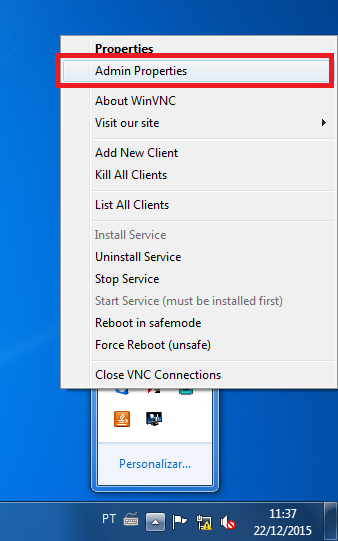 Properties
Admin Properties
About WinVNC
Visit our site
Add New Client
Kill All Clients
List All Clients
Install Service
Uninstall Service
Stop Service
Start Service (must be installed first)
Reboot in safemode
Force Reboot (unsafe)
Close VNC Connections
Personalizar...
PT
11:37
22/12/2015